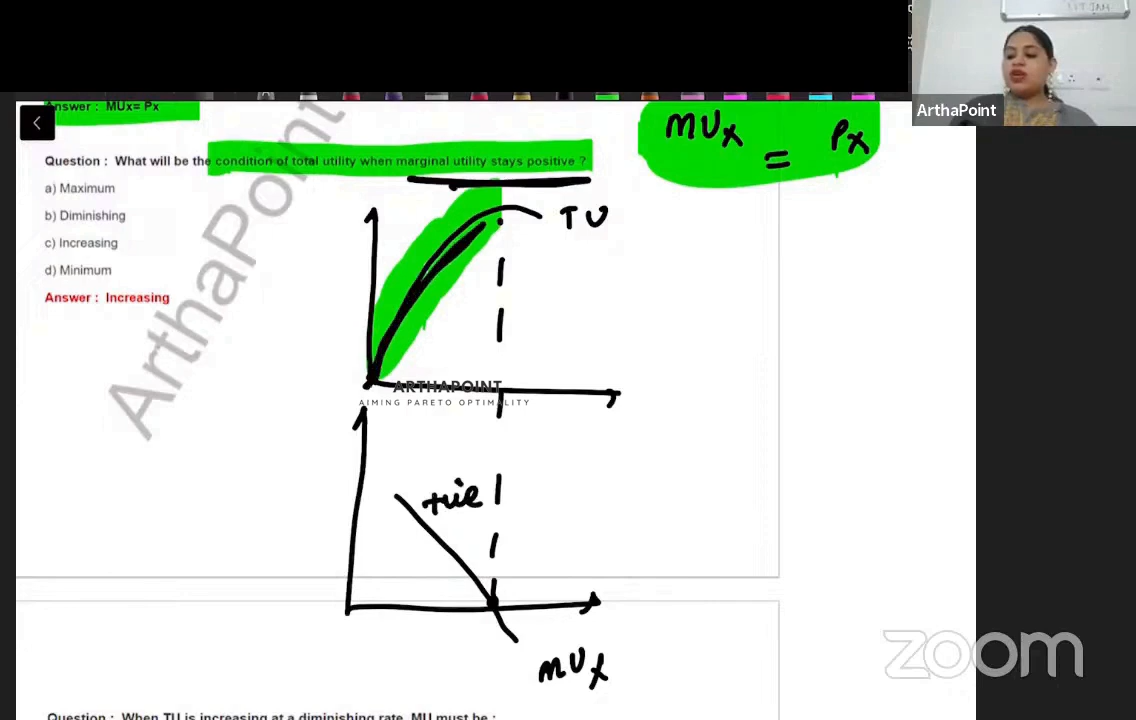 ArthaPoint
Answer : MUx= Px
MUx = Px
Question : What will be the condition of total utility when marginal utility stays positive ?
a) Maximum
b) Diminishing
c) Increasing
d) Minimum
Answer : Increasing
TU
ArthaPoint
ARTHAPOINT
AIMING PARETO OPTIMALITY
+tive
MUx
zoom
Question : When TU is increasing at a diminishing rate, MU must be :